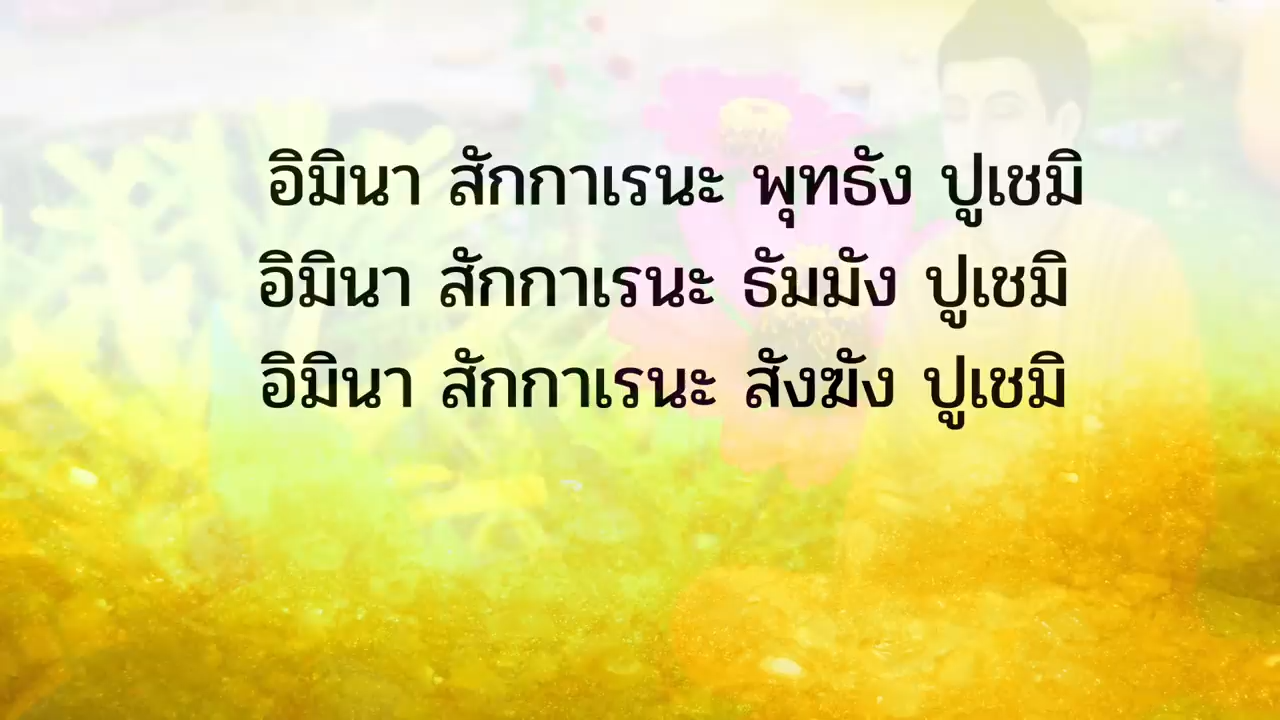 อิมินา สักกาเรนะ พุทธัง ปูเชมิ
อิมินา สักกาเรนะ ธัมมัง ปูเชมิ
อิมินา สักกาเรนะ สังฆัง ปูเชมิ